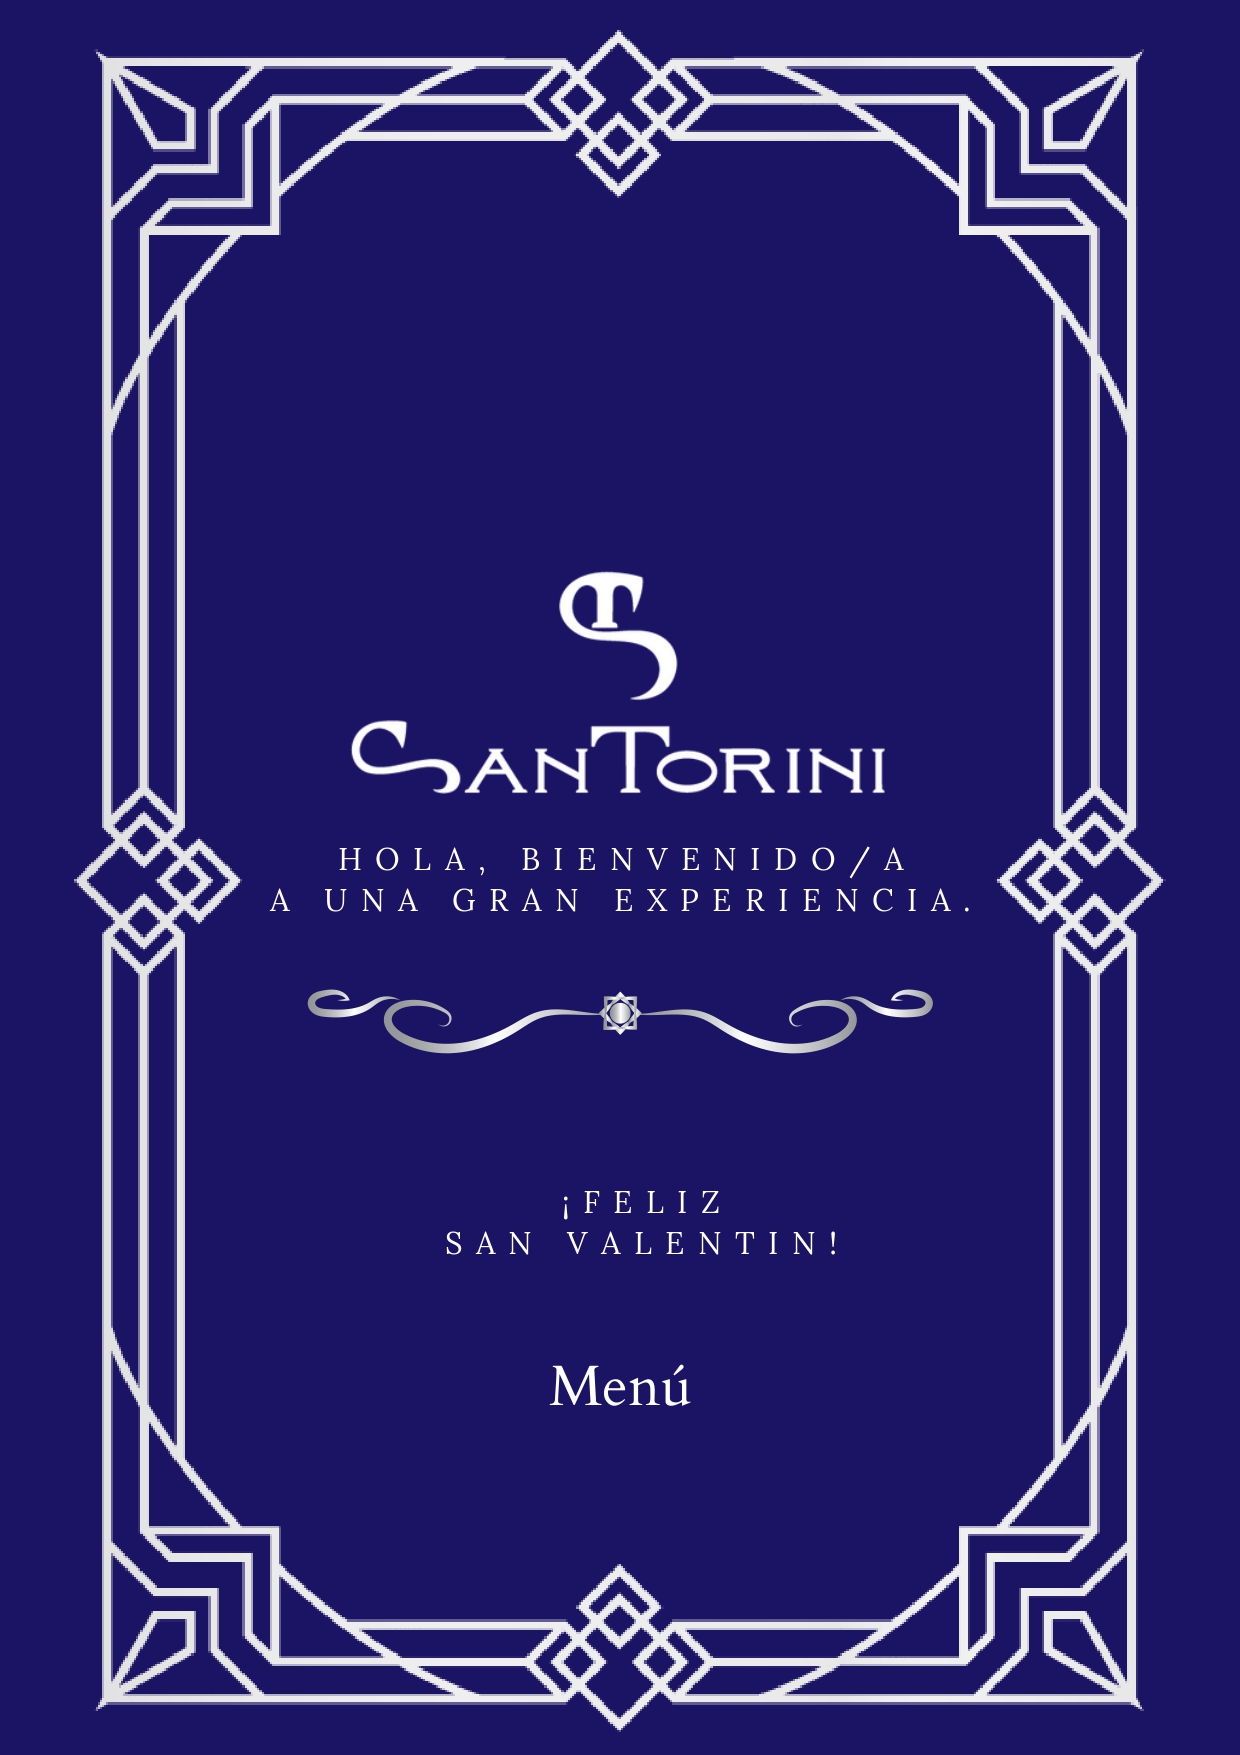 SANTORINI
HOLA, BIENVENIDO/A
A UNA GRAN EXPERIENCIA.
¡FELIZ
SAN VALENTIN!
Menú